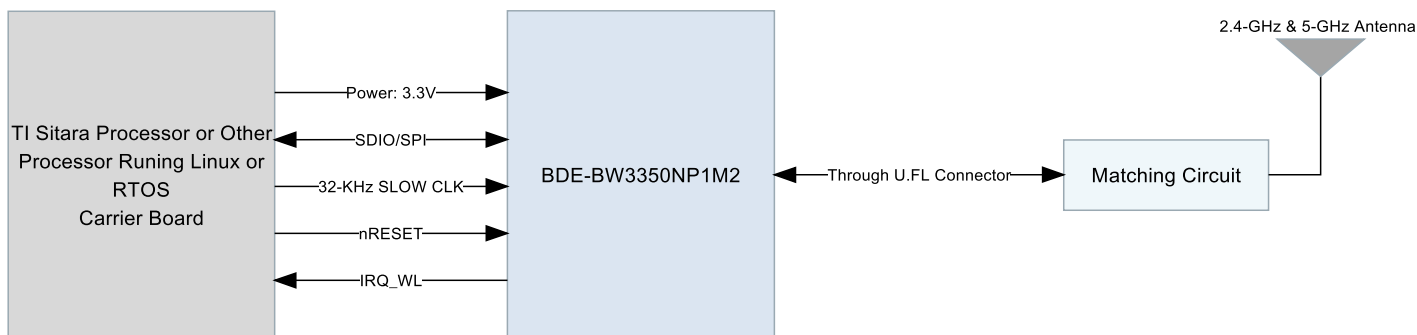 2.4-GHz & 5-GHz Antenna
TI Sitara Processor or Other
Processor Runing Linux or
RTOS
Carrier Board
Power: 3.3V
SDIO/SPI
32-KHz SLOW CLK
nRESET
IRQ_WL
BDE-BW3350NP1M2
Through U.FL Connector
Matching Circuit